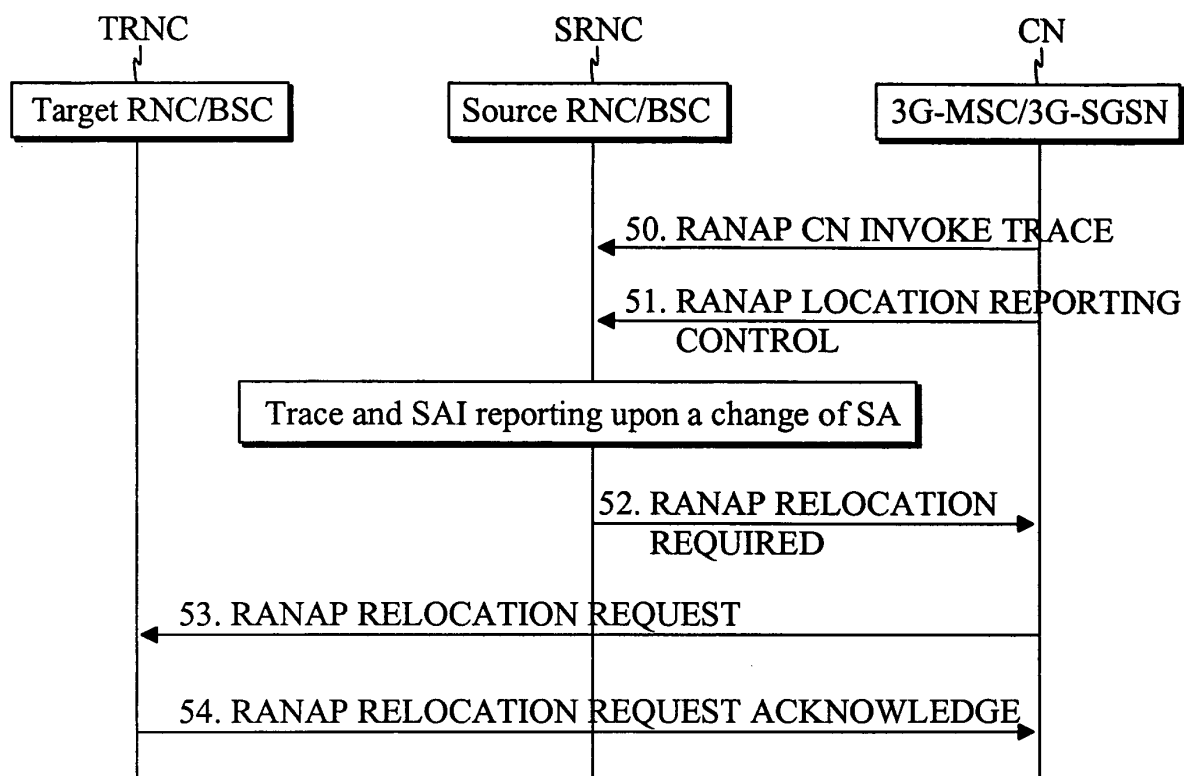 TRNC SRNC CN
Target RNC/BSC Source RNC/BSC 3G-MSC/3G-SGSN
50. RANAP CN INVOKE TRACE
51. RANAP LOCATION REPORTING
CONTROL
Trace and SAI reporting upon a change of SA
52. RANAP RELOCATION
REQUIRED
53. RANAP RELOCATION REQUEST
54. RANAP RELOCATION REQUEST ACKNOWLEDGE